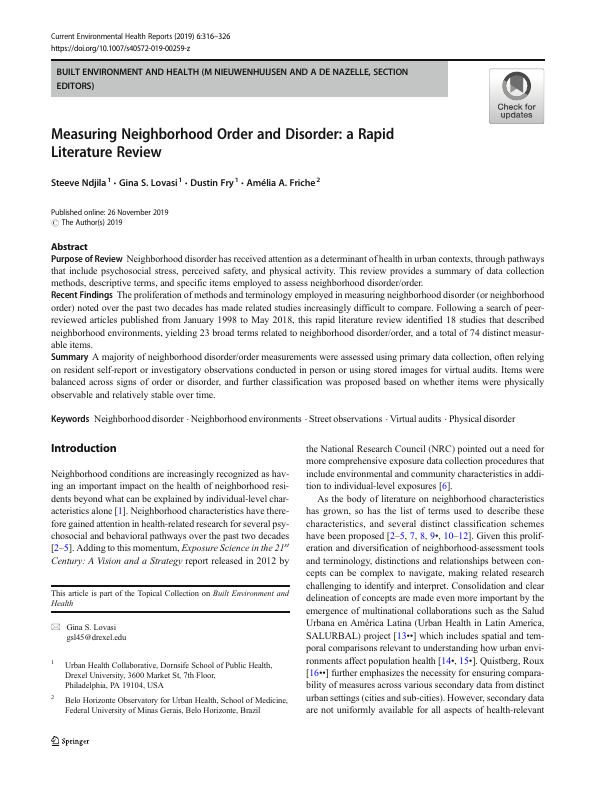 Current Environmental Health Reports (2019) 6:316–326
https://doi.org/10.1007/s40572-019-00259-z
BUILT ENVIRONMENT AND HEALTH (M NIEUWENHUIJSEN AND A DE NAZELLE, SECTION
EDITORS)
Check for
updates
Measuring Neighborhood Order and Disorder: a Rapid
Literature Review
Steeve Ndjila 1 · Gina S. Lovasi 1 · Dustin Fry 1 · Amélia A. Friche 2
Published online: 26 November 2019
© The Author(s) 2019
Abstract
Purpose of Review Neighborhood disorder has received attention as a determinant of health in urban contexts, through pathways
that include psychosocial stress, perceived safety, and physical activity. This review provides a summary of data collection
methods, descriptive terms, and specific items employed to assess neighborhood disorder/order.
Recent Findings The proliferation of methods and terminology employed in measuring neighborhood disorder (or neighborhood
order) noted over the past two decades has made related studies increasingly difficult to compare. Following a search of peer-
reviewed articles published from January 1998 to May 2018, this rapid literature review identified 18 studies that described
neighborhood environments, yielding 23 broad terms related to neighborhood disorder/order, and a total of 74 distinct measur-
able items.
Summary A majority of neighborhood disorder/order measurements were assessed using primary data collection, often relying
on resident self-report or investigatory observations conducted in person or using stored images for virtual audits. Items were
balanced across signs of order or disorder, and further classification was proposed based on whether items were physically
observable and relatively stable over time.
Keywords Neighborhood disorder · Neighborhood environments · Street observations · Virtual audits · Physical disorder
Introduction
Neighborhood conditions are increasingly recognized as hav-
ing an important impact on the health of neighborhood resi-
dents beyond what can be explained by individual-level char-
acteristics alone [1]. Neighborhood characteristics have there-
fore gained attention in health-related research for several psy-
chosocial and behavioral pathways over the past two decades
[2–5]. Adding to this momentum, Exposure Science in the 21st
Century: A Vision and a Strategy report released in 2012 by
This article is part of the Topical Collection on Built Environment and
Health
Gina S. Lovasi
gsl45@drexel.edu
1 Urban Health Collaborative, Dornsife School of Public Health,
Drexel University, 3600 Market St, 7th Floor,
Philadelphia, PA 19104, USA
2 Belo Horizonte Observatory for Urban Health, School of Medicine,
Federal University of Minas Gerais, Belo Horizonte, Brazil
the National Research Council (NRC) pointed out a need for
more comprehensive exposure data collection procedures that
include environmental and community characteristics in addi-
tion to individual-level exposures [6].
As the body of literature on neighborhood characteristics
has grown, so has the list of terms used to describe these
characteristics, and several distinct classification schemes
have been proposed [2–5, 7, 8, 9•, 10–12]. Given this prolif-
eration and diversification of neighborhood-assessment tools
and terminology, distinctions and relationships between con-
cepts can be complex to navigate, making related research
challenging to identify and interpret. Consolidation and clear
delineation of concepts are made even more important by the
emergence of multinational collaborations such as the Salud
Urbana en América Latina (Urban Health in Latin America,
SALURBAL) project [13••] which includes spatial and tem-
poral comparisons relevant to understanding how urban envi-
ronments affect population health [14•, 15•]. Quistberg, Roux
[16••] further emphasizes the necessity for ensuring compara-
bility of measures across various secondary data from distinct
urban settings (cities and sub-cities). However, secondary data
are not uniformly available for all aspects of health-relevant
Springer